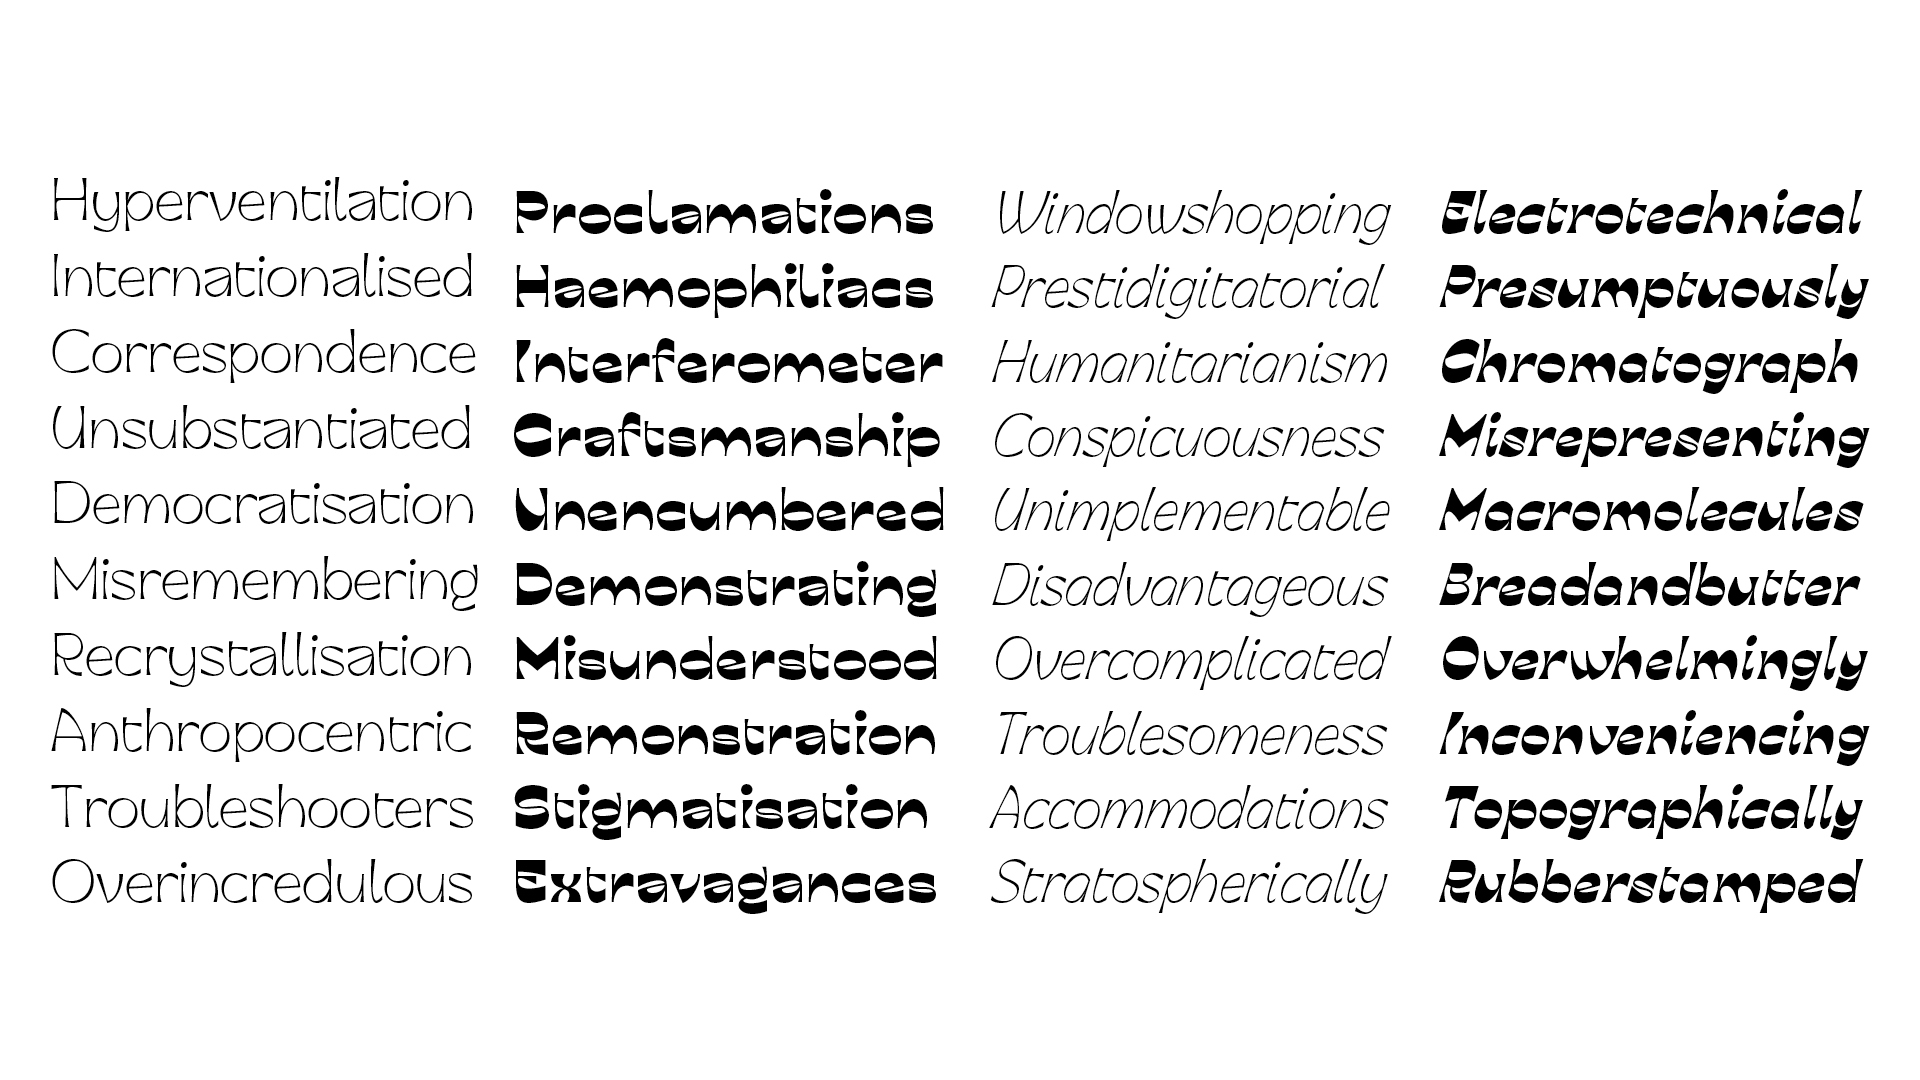 Hyperventilation
Internationalised
Correspondence
Unsubstantiated
Democratisation
Misremembering
Recrystallisation
Anthropocentric
Troubleshooters
Overincredulous
Proclamations
Haemophiliacs
Interferometer
Craftsmanship
Unencumbered
Demonstrating
Misunderstood
Remonstration
Stigmatisation
Extravagances
Windowshopping
Prestidigitatorial
Humanitarianism
Conspicuousness
Unimplementable
Disadvantageous
Overcomplicated
Troublesomeness
Accommodations
Stratospherically
Electrotechnical
Presumptuously
Chromatograph
Misrepresenting
Macromolecules
Breadandbutter
Overwhelmingly
Inconveniencing
Topographically
Rubberstamped